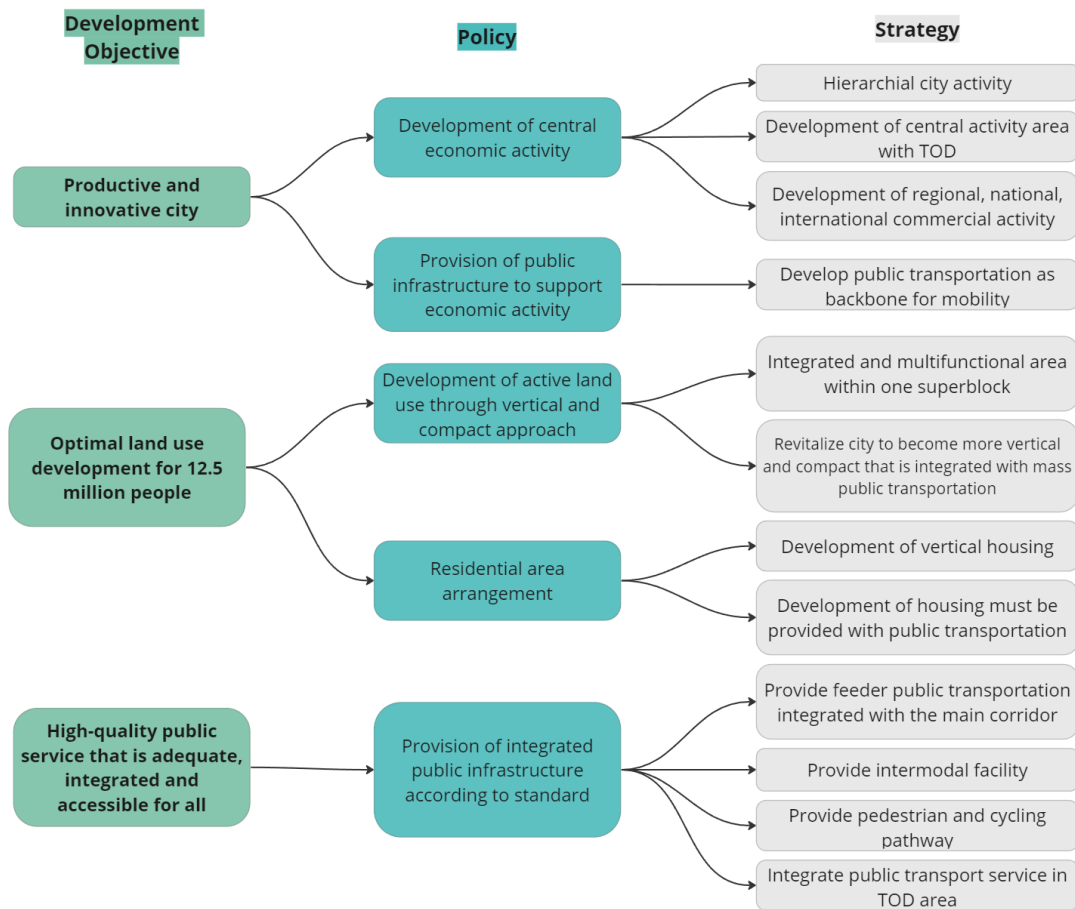 Development
Objective
Policy
Strategy
Productive and
innovative city
Development of central
economic activity
Hierarchial city activity
Development of central activity area
with TOD
Development of regional, national,
international commercial activity
Provision of public
infrastructure to support
economic activity
Develop public transportation as
backbone for mobility
Optimal land use
development for 12.5
million people
Development of active land
use through vertical and
compact approach
Integrated and multifunctional area
within one superblock
Revitalize city to become more vertical
and compact that is integrated with mass
public transportation
Residential area
arrangement
Development of vertical housing
Development of housing must be
provided with public transportation
High-quality public
service that is adequate,
integrated and
accessible for all
Provision of integrated
public infrastructure
according to standard
Provide feeder public transportation
integrated with the main corridor
Provide intermodal facility
Provide pedestrian and cycling
pathway
Integrate public transport service in
TOD area